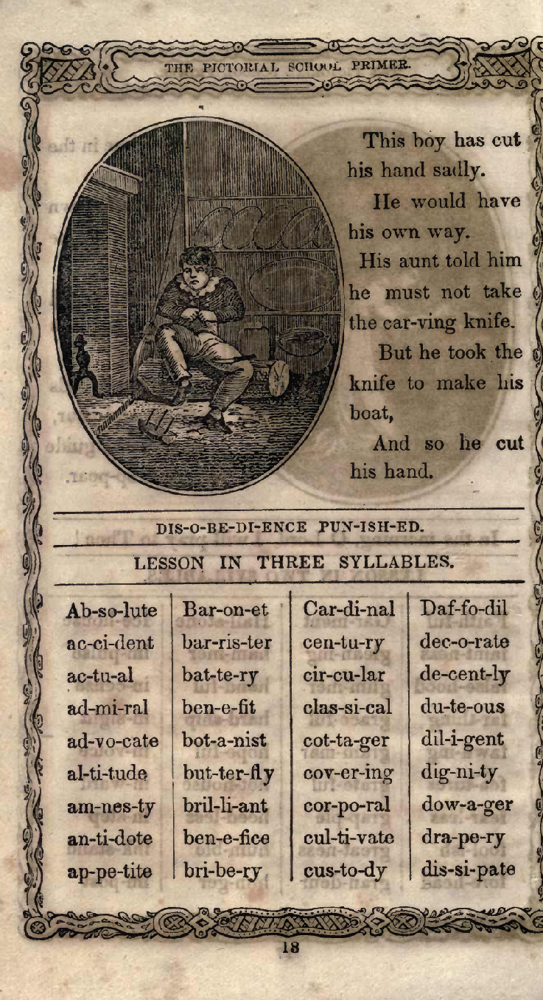 THE PICTORIAL SCHOOL PRIMER.
This boy has cut
his hand sadly.
He would have
his own way.
His aunt told him
he must not take
the car-ving knife.
But he took the
knife to make his
boat,
And so he cut
his hand.
DIS-O-BE-DI-ENCE PUN-ISH-ED.
LESSON IN THREE SYLLABLES.
Ab-so-lute Bar-on-et Car-di-nal Daf-fo-dil
ac-ci-dent bar-ris-ter cen-tu-ry dec-o-rate
ac-tu-al bat-te-ry cir-cu-lar de-cent-ly
ad-mi-ral ben-e-fit clas-si-cal du-te-ous
ad-vo-cate bot-a-nist cot-ta-ger dil-i-gent
al-ti-tude but-ter-fly cov-er-ing dig-ni-ty
am-nes-ty bril-li-ant cor-po-ral dow-a-ger
an-ti-dote ben-e-fice cul-ti-vate dra-pe-ry
ap-pe-tite bri-be-ry cus-to-dy dis-si-pate
18